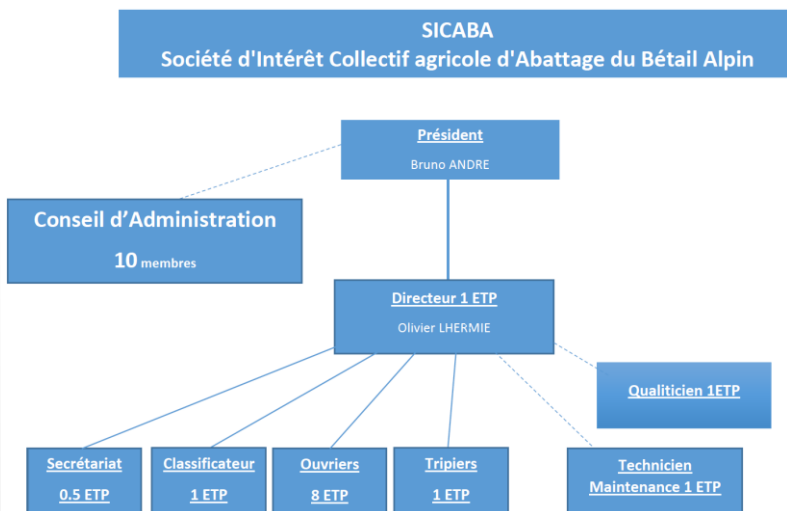 SICABA
Société d'Intérêt Collectif agricole d'Abattage du Bétail Alpin
Président
Bruno ANDRE
Conseil d’Administration
10 membres
Directeur 1 ETP
Olivier LHERMIE
Qualiticien 1ETP
Secrétariat
0.5 ETP
Classificateur
1 ETP
Ouvriers
8 ETP
Tripiers
1 ETP
Technicien
Maintenance 1 ETP